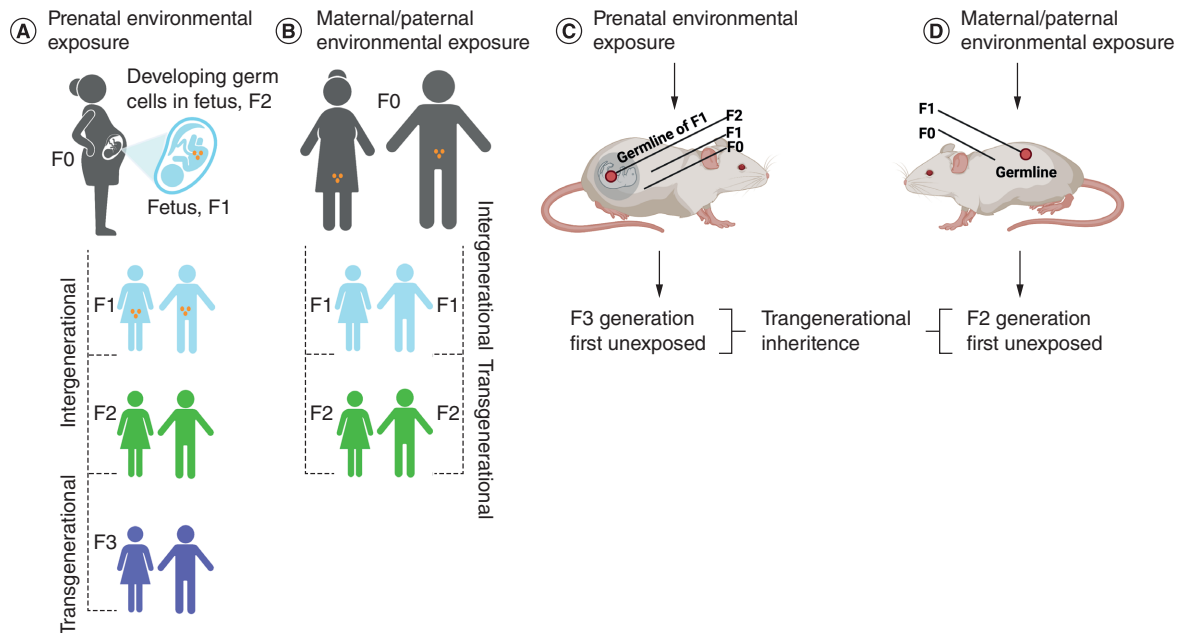 A Prenatal environmental
exposure
F0
Developing germ
cells in fetus, F2
Fetus, F1
Intergenerational
F1
F2
Transgenerational
F3
B Maternal/paternal
environmental exposure
F0
Intergenerational
F1
F1
Transgenerational
F2
F2
C Prenatal environmental
exposure
Germline of F1
F2
F1
F0
F3 generation
first unexposed
Trangenerational
inheritence
D Maternal/paternal
environmental exposure
F1
F0
Germline
F2 generation
first unexposed